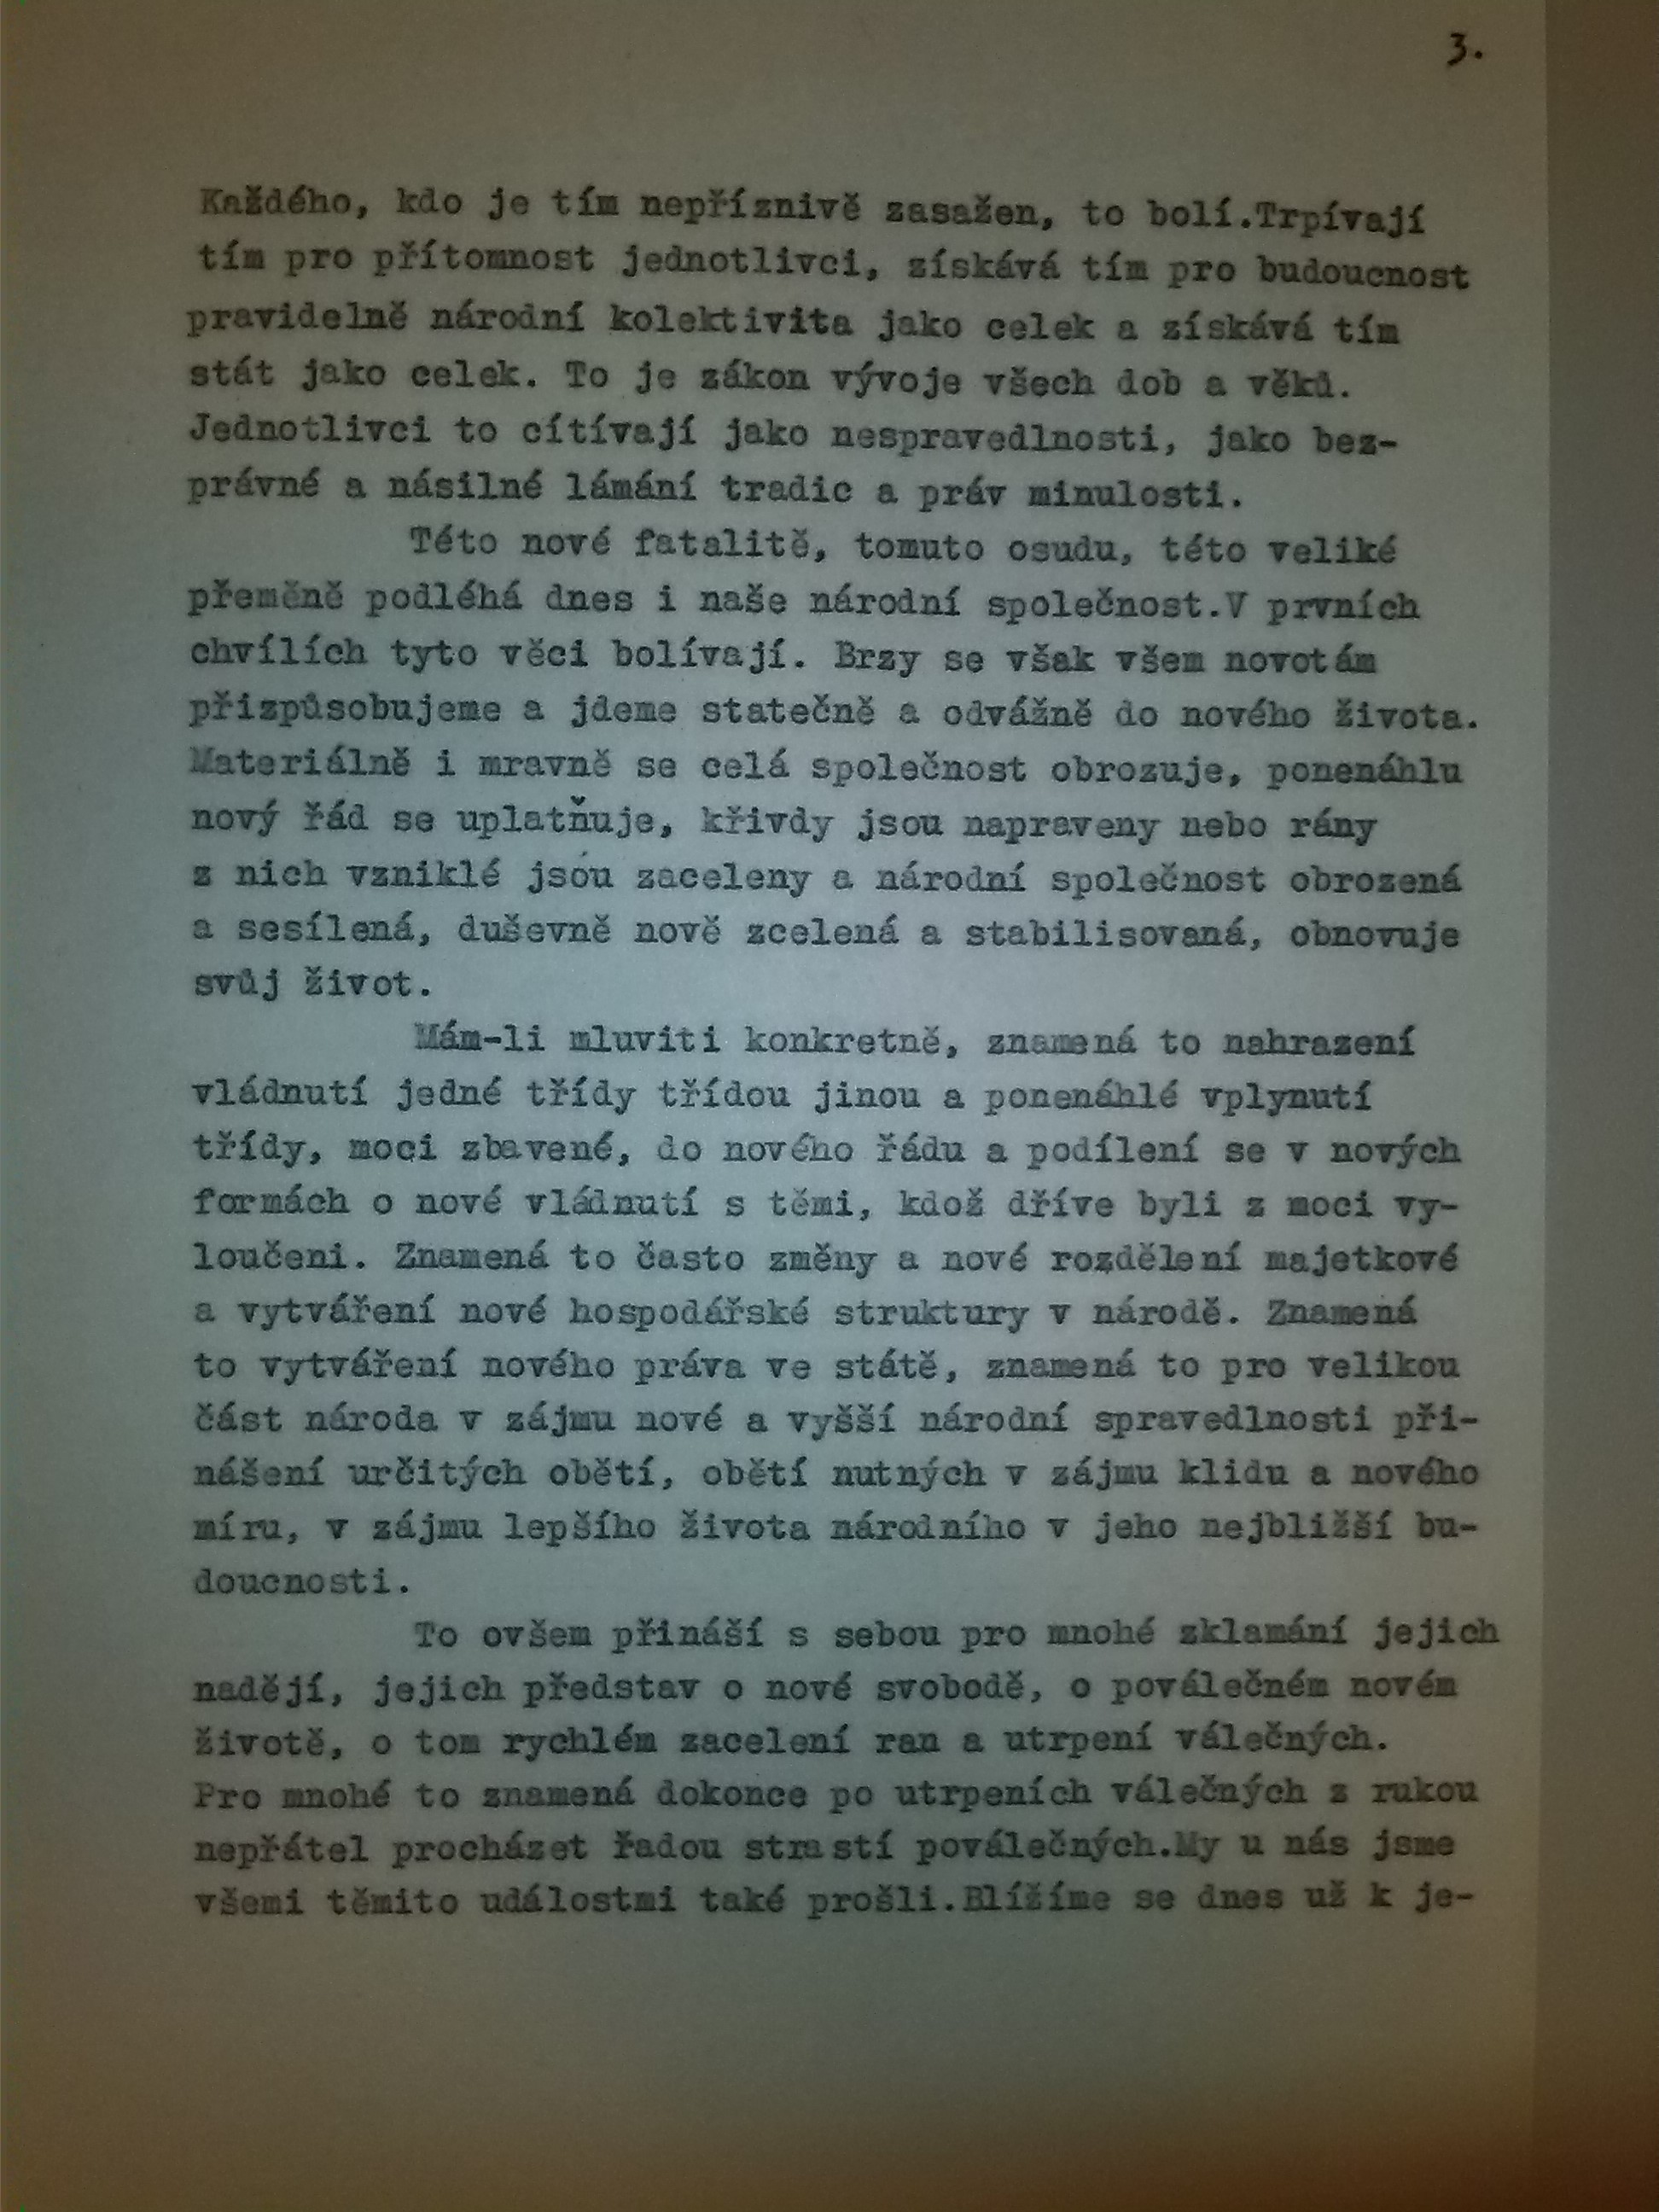 3.
Každého, kdo je tím nepříznivě zasažen, to bolí.Trpívají
tím pro přítomnost jednotlivci, získává tím pro budoucnost
pravidelně národní kolektivita jako celek a získává tím
stát jako celek. To je zákon vývoje všech dob a věků.
Jednotlivci to cítívají jako nespravedlnosti, jako bez-
právné a násilné lámání tradic a práv minulosti.
Této nové fatalitě, tomuto osudu, této veliké
přeměně podléhá dnes i naše národní společnost.V prvních
chvílích tyto věci bolívají. Brzy se však všem novotám
přizpůsobujeme a jdeme statečně a odvážně do nového života.
Materiálně i mravně se celá společnost obrozuje, ponenáhlu
nový řád se uplatňuje, křivdy jsou napraveny nebo rány
z nich vzniklé jsou zaceleny a národní společnost obrozená
a sesílená, duševně nově zcelená a stabilisovaná, obnovuje
svůj život.
Mám-li mluviti konkretně, znamená to nahrazení
vládnutí jedné třídy třídou jinou a ponenáhlé vplynutí
třídy, moci zbavené, do nového řádu a podílení se v nových
formách o nové vládnutí s těmi, kdož dříve byli z moci vy-
loučeni. Znamená to často změny a nové rozdělení majetkové
a vytváření nové hospodářské struktury v národě. Znamená
to vytváření nového práva ve státě, znamená to pro velikou
část národa v zájmu nové a vyšší národní spravedlnosti při-
nášení určitých obětí, obětí nutných v zájmu klidu a nového
míru, v zájmu lepšího života národního v jeho nejbližší bu-
doucnosti.
To ovšem přináší s sebou pro mnohé zklamání jejich
nadějí, jejich představ o nové svobodě, o poválečném novém
životě, o tom rychlém zacelení ran a utrpení válečných.
Pro mnohé to znamená dokonce po utrpeních válečných z rukou
nepřátel procházet řadou strastí poválečných.My u nás jsme
všemi těmito událostmi také prošli.Blížíme se dnes už k je-